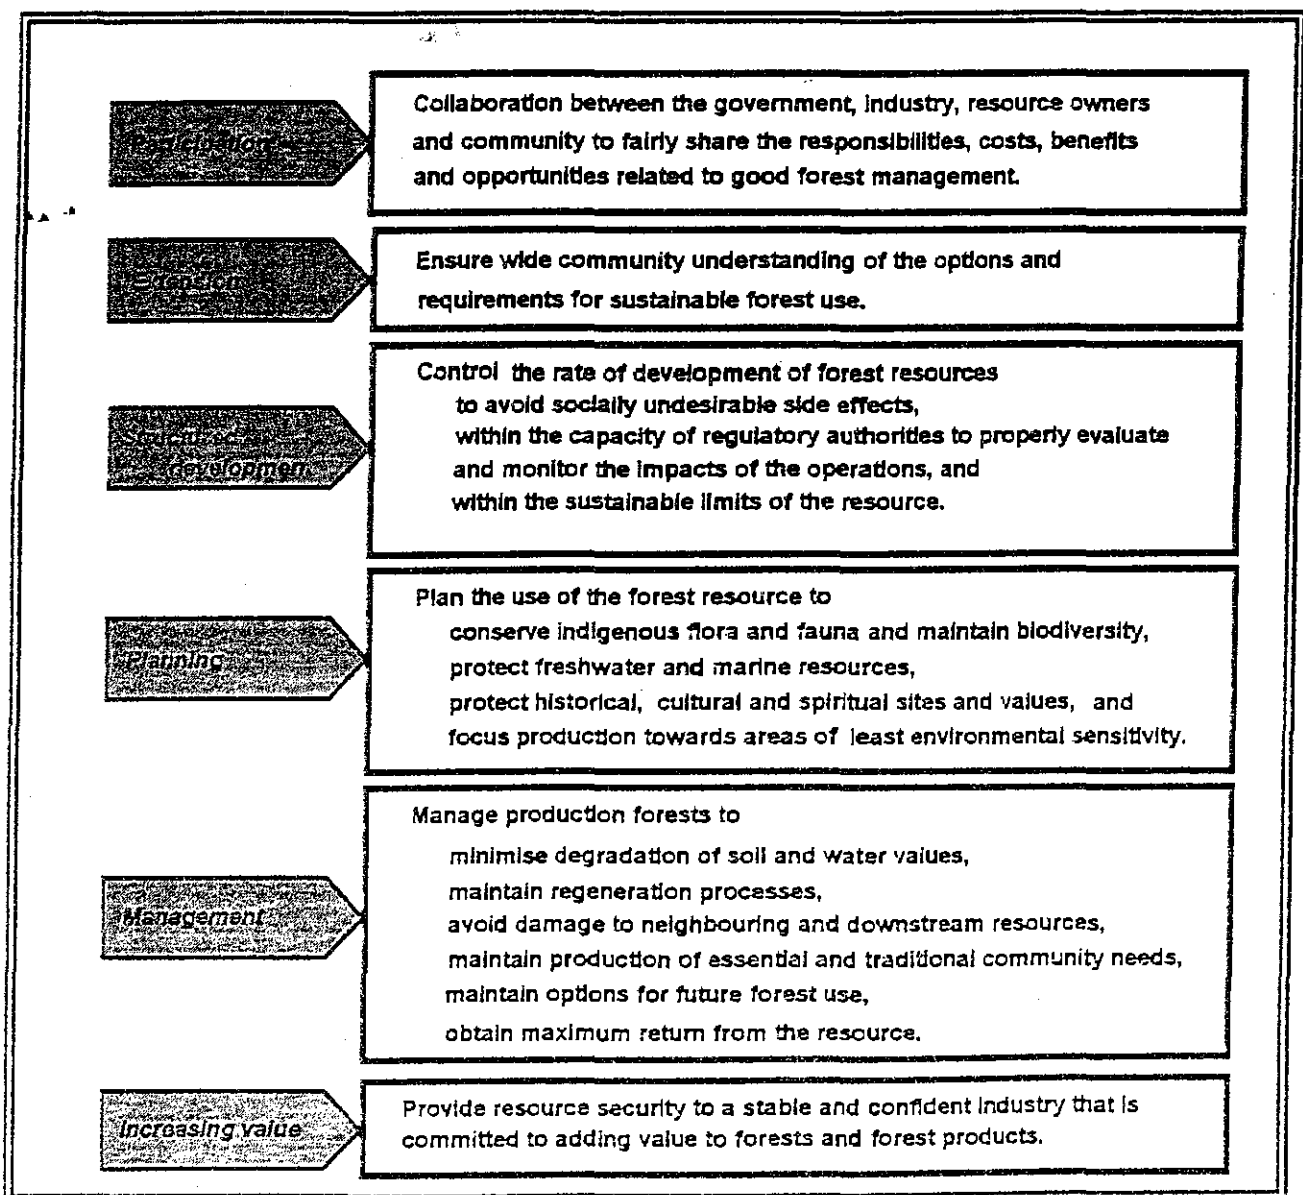 Participation
Collaboration between the government, industry, resource owners
and community to fairly share the responsibilities, costs, benefits
and opportunities related to good forest management.
Extension
Ensure wide community understanding of the options and
requirements for sustainable forest use.
Structured
development
Control the rate of development of forest resources
to avoid socially undesirable side effects,
within the capacity of regulatory authorities to properly evaluate
and monitor the impacts of the operations, and
within the sustainable limits of the resource.
Planning
Plan the use of the forest resource to
conserve indigenous flora and fauna and maintain biodiversity,
protect freshwater and marine resources,
protect historical, cultural and spiritual sites and values, and
focus production towards areas of least environmental sensitivity.
Management
Manage production forests to
minimise degradation of soil and water values,
maintain regeneration processes,
avoid damage to neighbouring and downstream resources,
maintain production of essential and traditional community needs,
maintain options for future forest use,
obtain maximum return from the resource.
Increasing value
Provide resource security to a stable and confident industry that is
committed to adding value to forests and forest products.